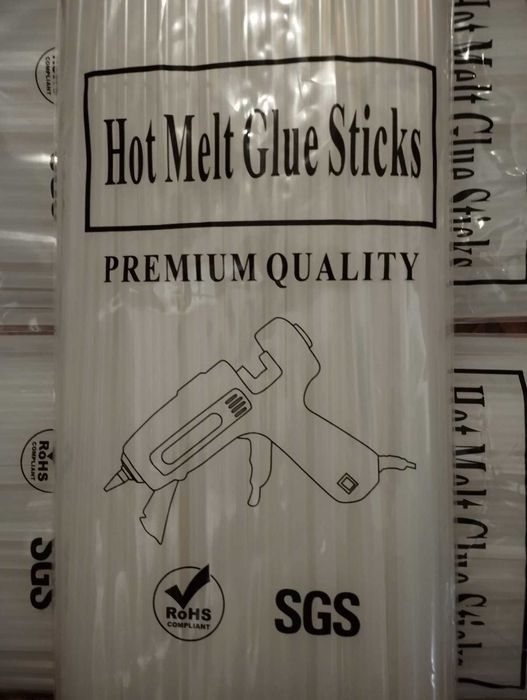 Hot Melt Glue Sticks
PREMIUM QUALITY
RoHS
COMPLIANT
SGS
COMPLIANT
RoHS
COMPLIANT
SGS
Hot Melt Glue Sticks
Hot Melt Glue Sticks